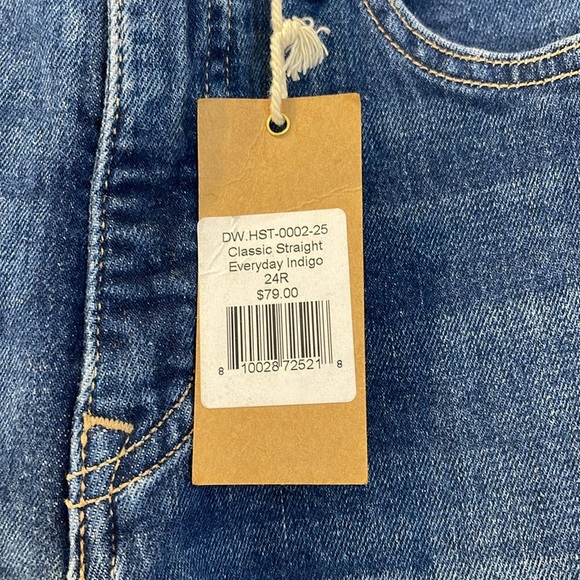 DW.HST-0002-25
Classic Straight
Everyday Indigo
24R
$79.00
8 10028 72521 8